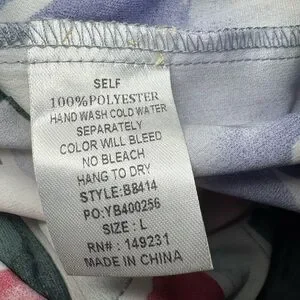 SELF
100%POLYESTER
HAND WASH COLD WATER
SEPARATELY
COLOR WILL BLEED
NO BLEACH
HANG TO DRY
STYLE:B8414
PO:YB400256
SIZE : L
RN# : 149231
MADE IN CHINA